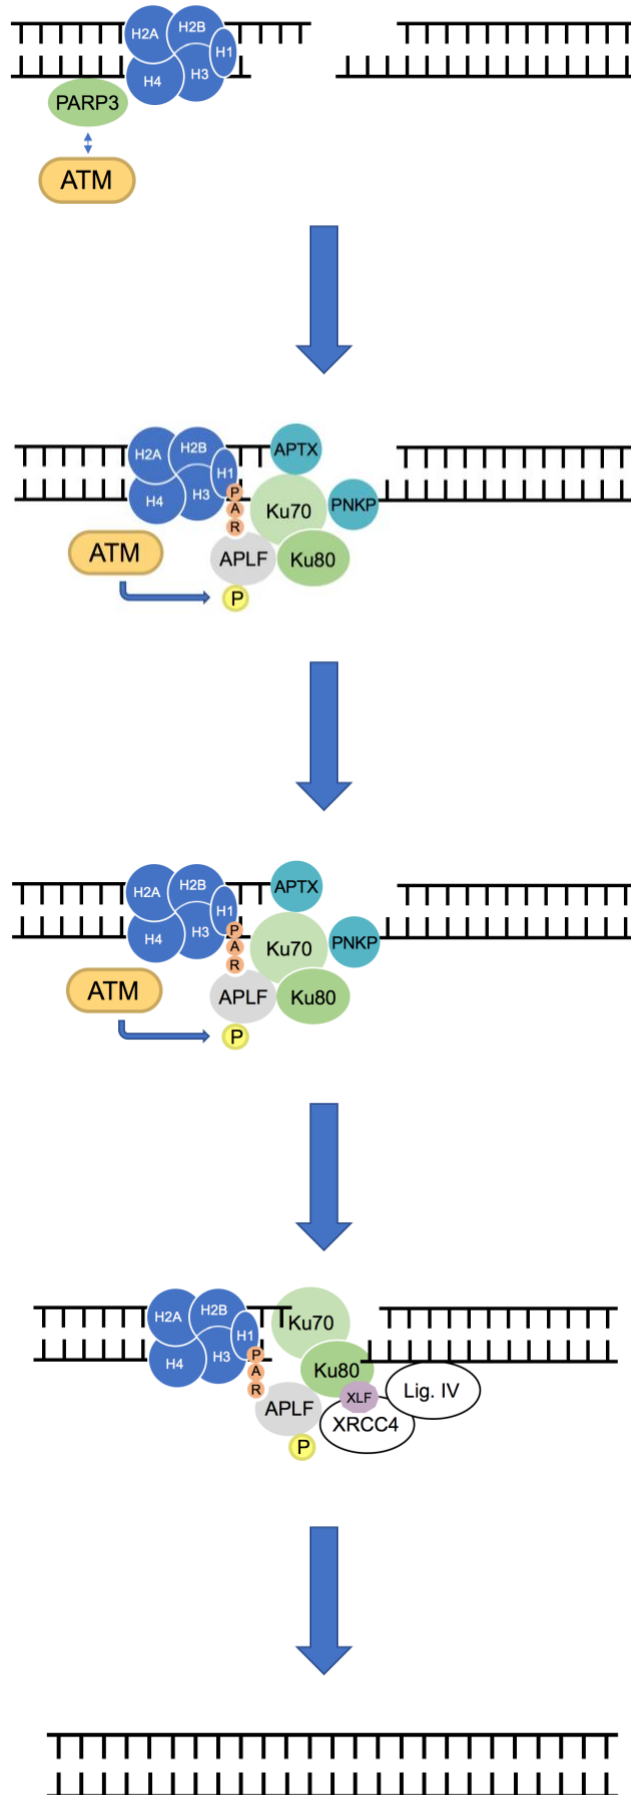 H2A
H2B
H1
H4
H3
PARP3
ATM
H2A
H2B
APTX
H1
H4
H3
P
A
R
Ku70
PNKP
ATM
APLF
Ku80
P
H2A
H2B
APTX
H1
H4
H3
P
A
R
Ku70
PNKP
ATM
APLF
Ku80
P
H2A
H2B
Ku70
H1
H4
H3
P
A
R
Ku80
XLF
Lig. IV
APLF
XRCC4
P